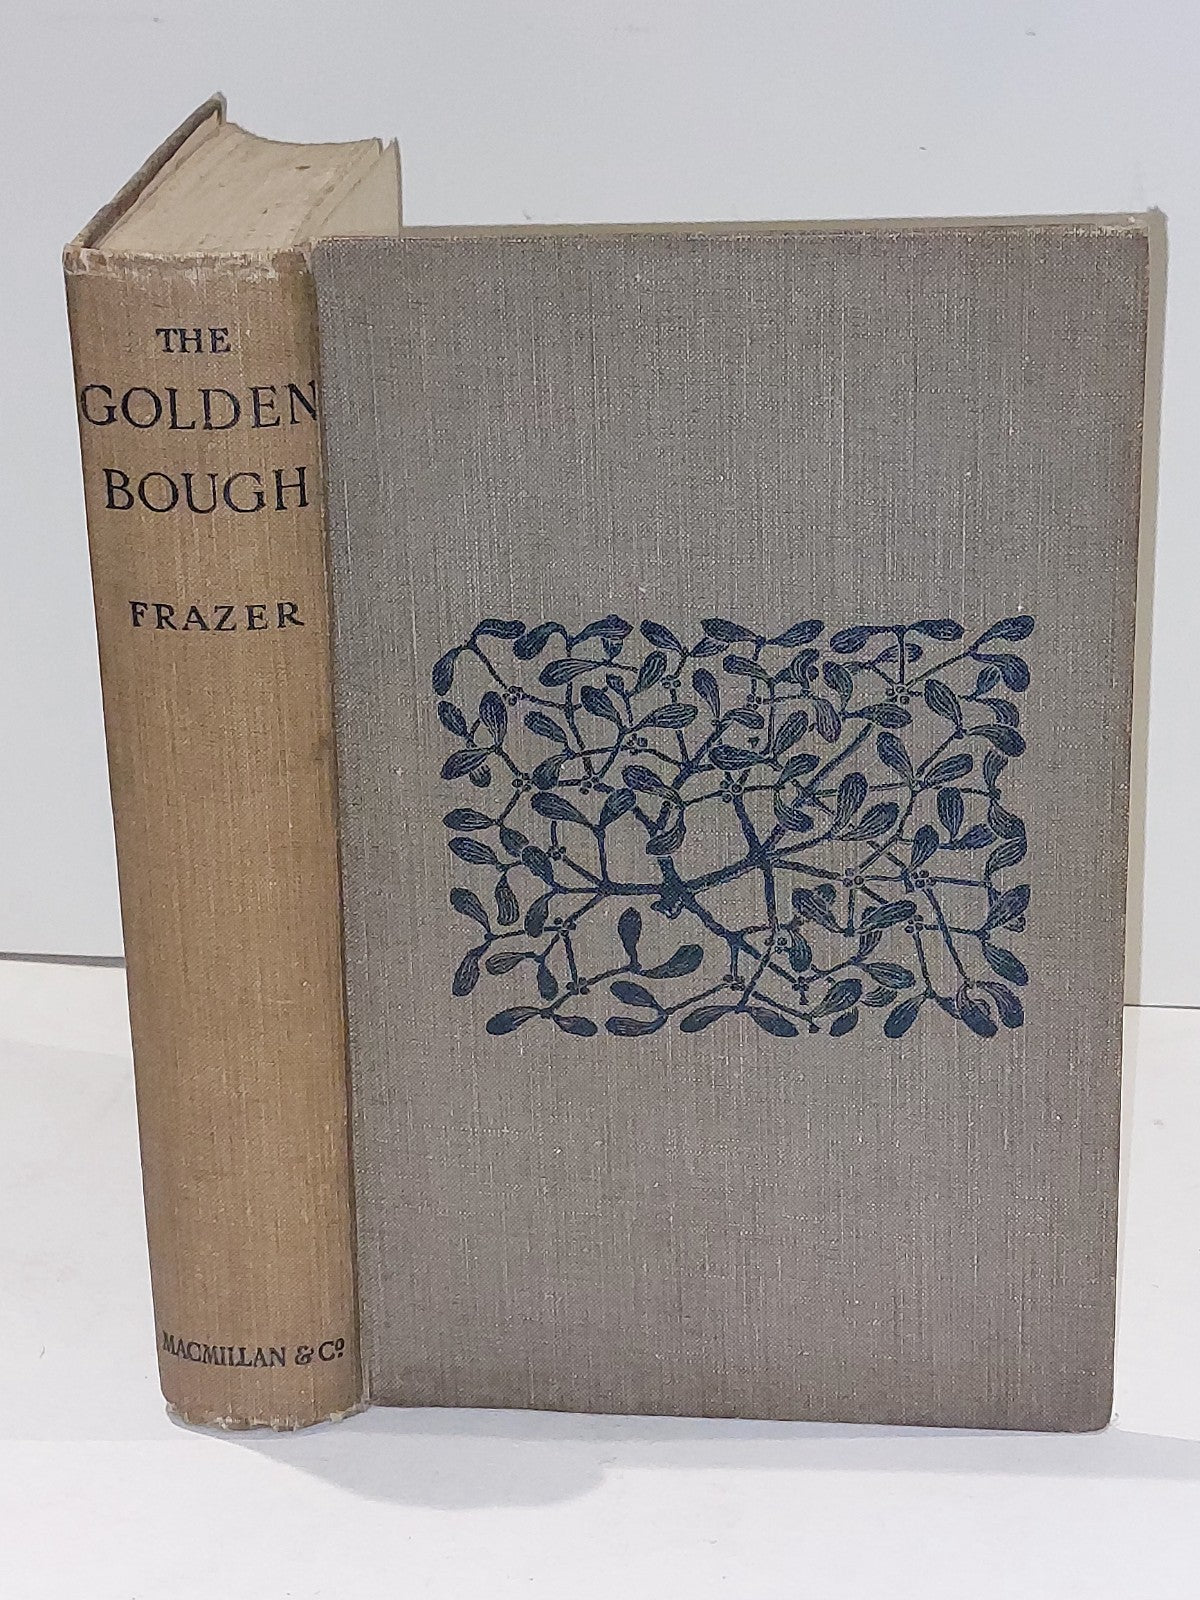 THE
GOLDEN
BOUGH
FRAZER
MACMILLAN & Cº